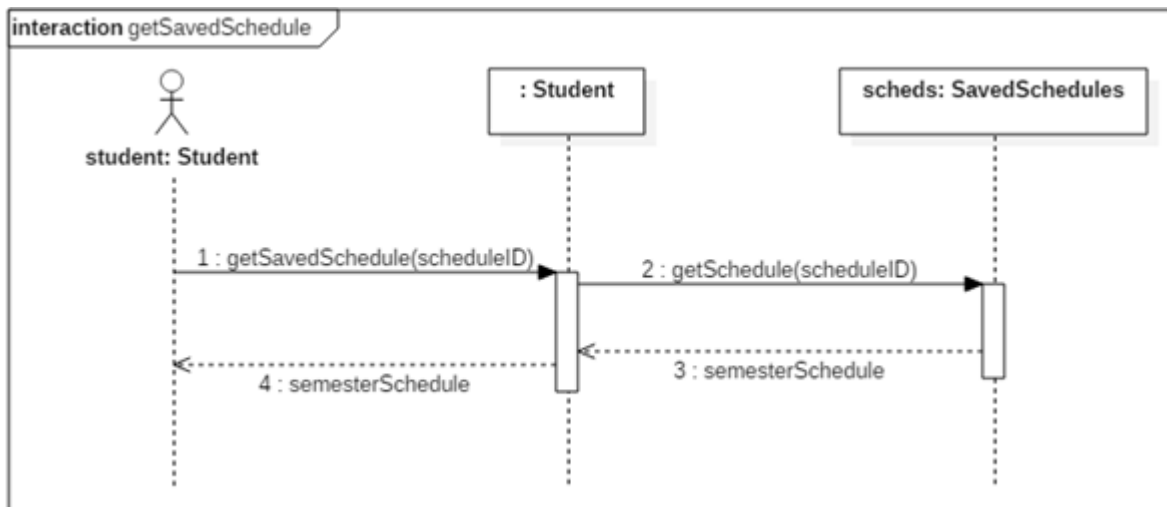 interaction getSavedSchedule
student: Student
: Student
scheds: SavedSchedules
1 : getSavedSchedule(scheduleID)
2 : getSchedule(scheduleID)
3 : semesterSchedule
4 : semesterSchedule